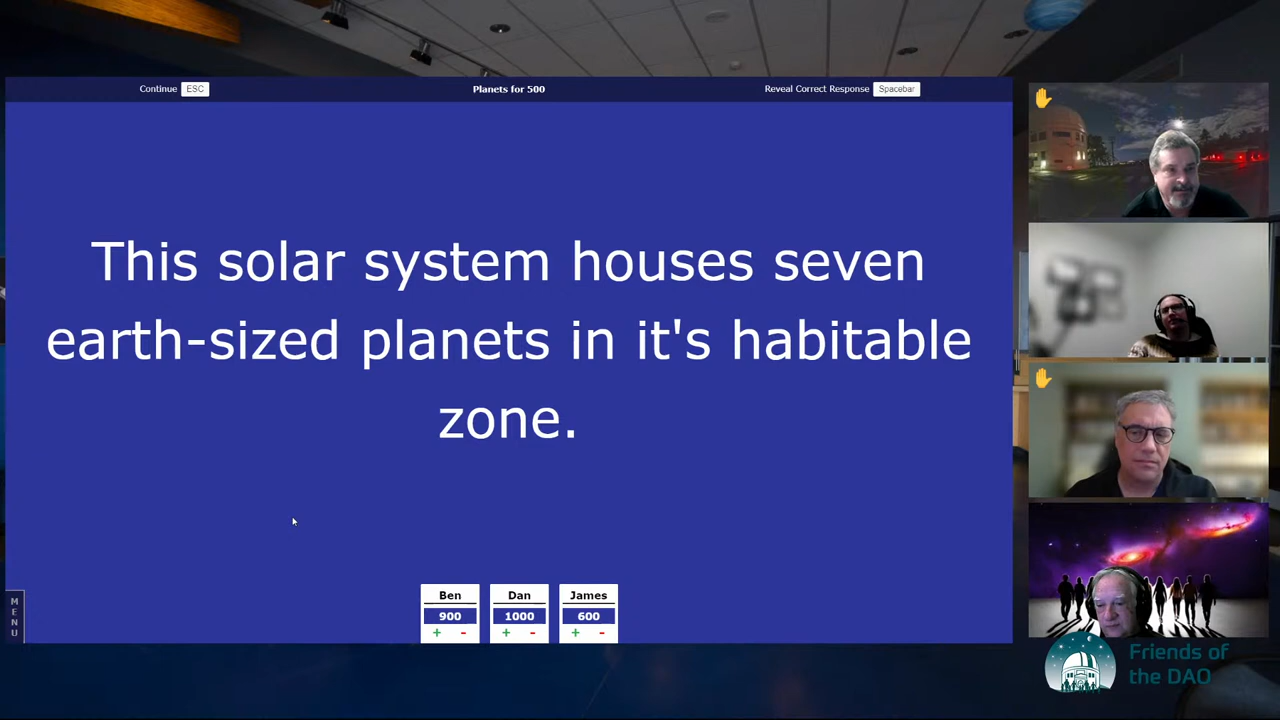 Continue ESC
Planets for 500
Reveal Correct Response Spacebar
This solar system houses seven
earth-sized planets in it's habitable
zone.
MENU
Ben
900
+ -
Dan
1000
+ -
James
600
+ -
Friends of
the DAO